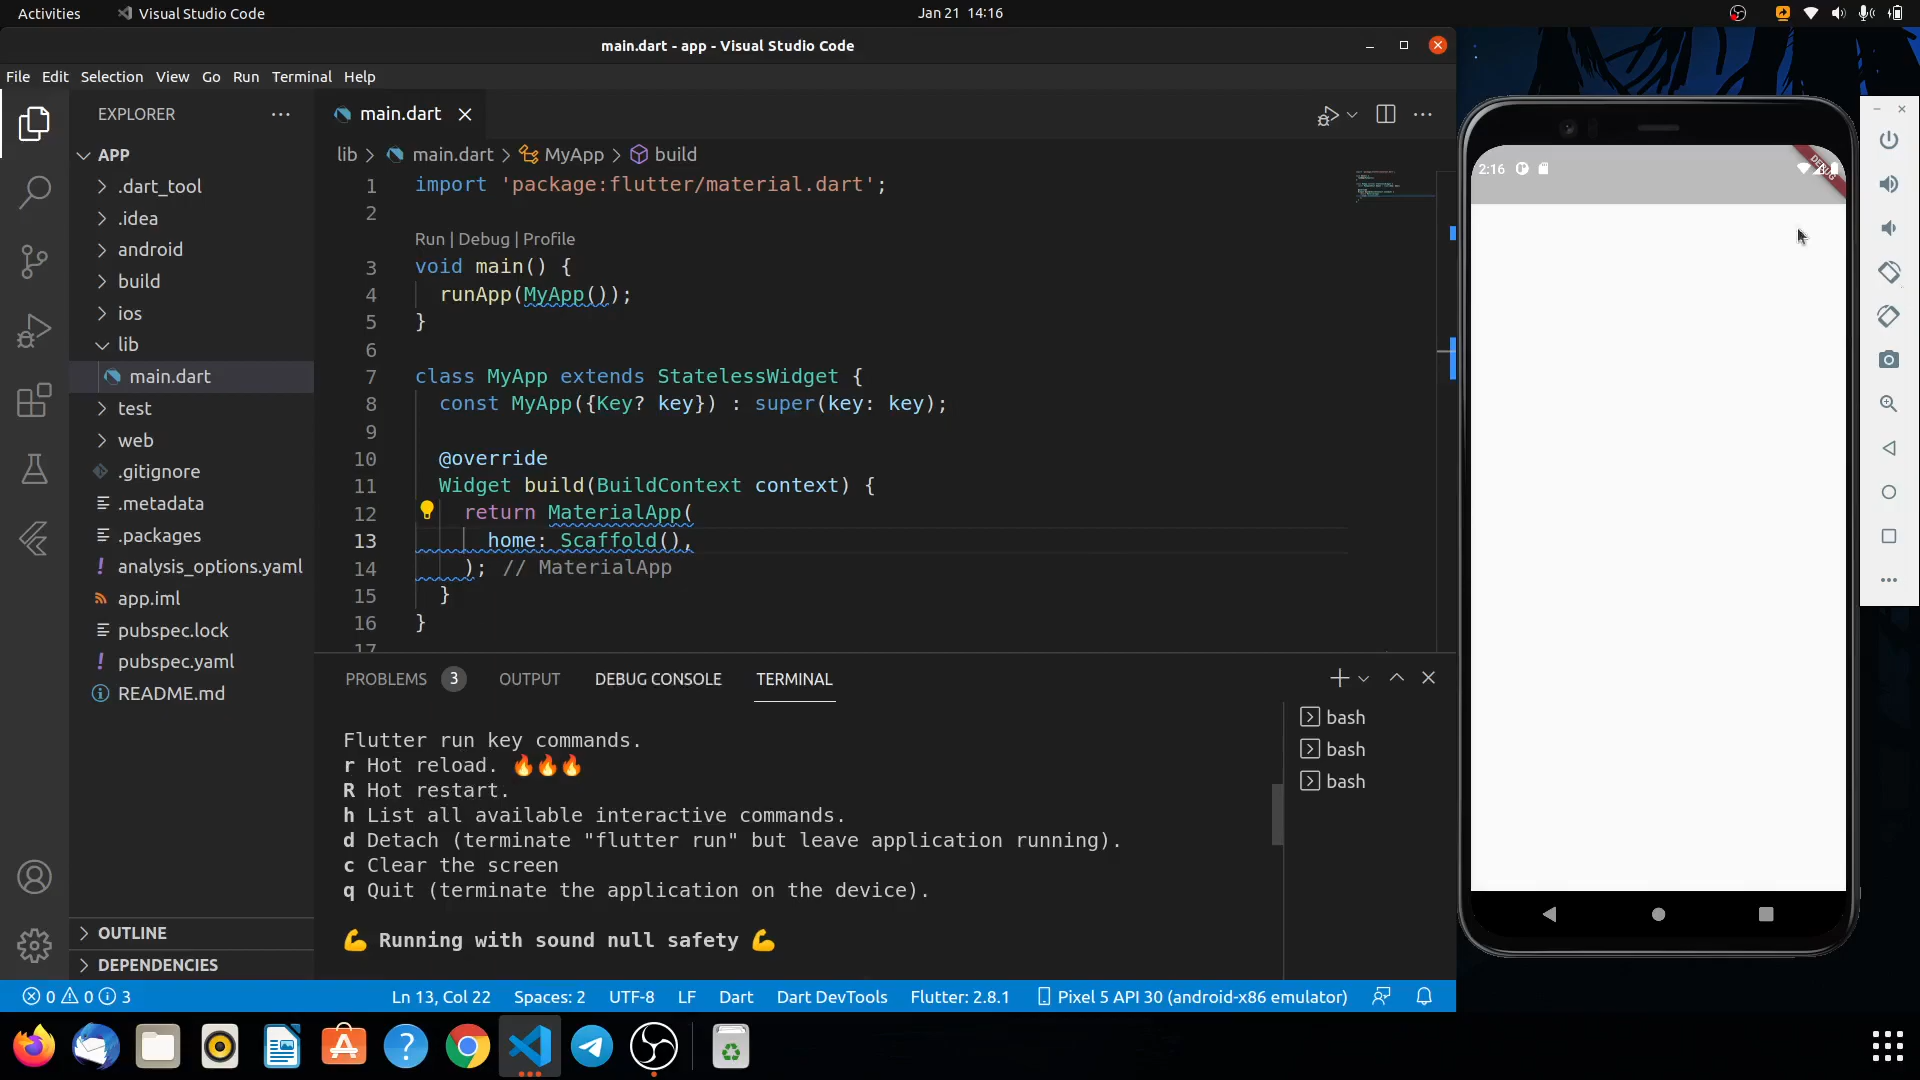 Activities
Visual Studio Code
Jan 21 14:16
main.dart - app - Visual Studio Code
File Edit Selection View Go Run Terminal Help
EXPLORER
APP
.dart_tool
.idea
android
build
ios
lib
main.dart
test
web
.gitignore
.metadata
.packages
analysis_options.yaml
app.iml
pubspec.lock
pubspec.yaml
README.md
OUTLINE
DEPENDENCIES
main.dart
lib > main.dart > MyApp > build
1 import 'package:flutter/material.dart';
2
Run | Debug | Profile
3 void main() {
4 runApp(MyApp());
5 }
6
7 class MyApp extends StatelessWidget {
8 const MyApp({Key? key}) : super(key: key);
9
10 @override
11 Widget build(BuildContext context) {
12 return MaterialApp(
13 home: Scaffold(),
14 ); // MaterialApp
15 }
16 }
17
PROBLEMS 3 OUTPUT DEBUG CONSOLE TERMINAL
Flutter run key commands.
r Hot reload. 🔥🔥🔥
R Hot restart.
h List all available interactive commands.
d Detach (terminate "flutter run" but leave application running).
c Clear the screen
q Quit (terminate the application on the device).
💪 Running with sound null safety 💪
bash
bash
bash
0 0 3
Ln 13, Col 22 Spaces: 2 UTF-8 LF Dart Dart DevTools Flutter: 2.8.1 Pixel 5 API 30 (android-x86 emulator)
2:16
DEBUG